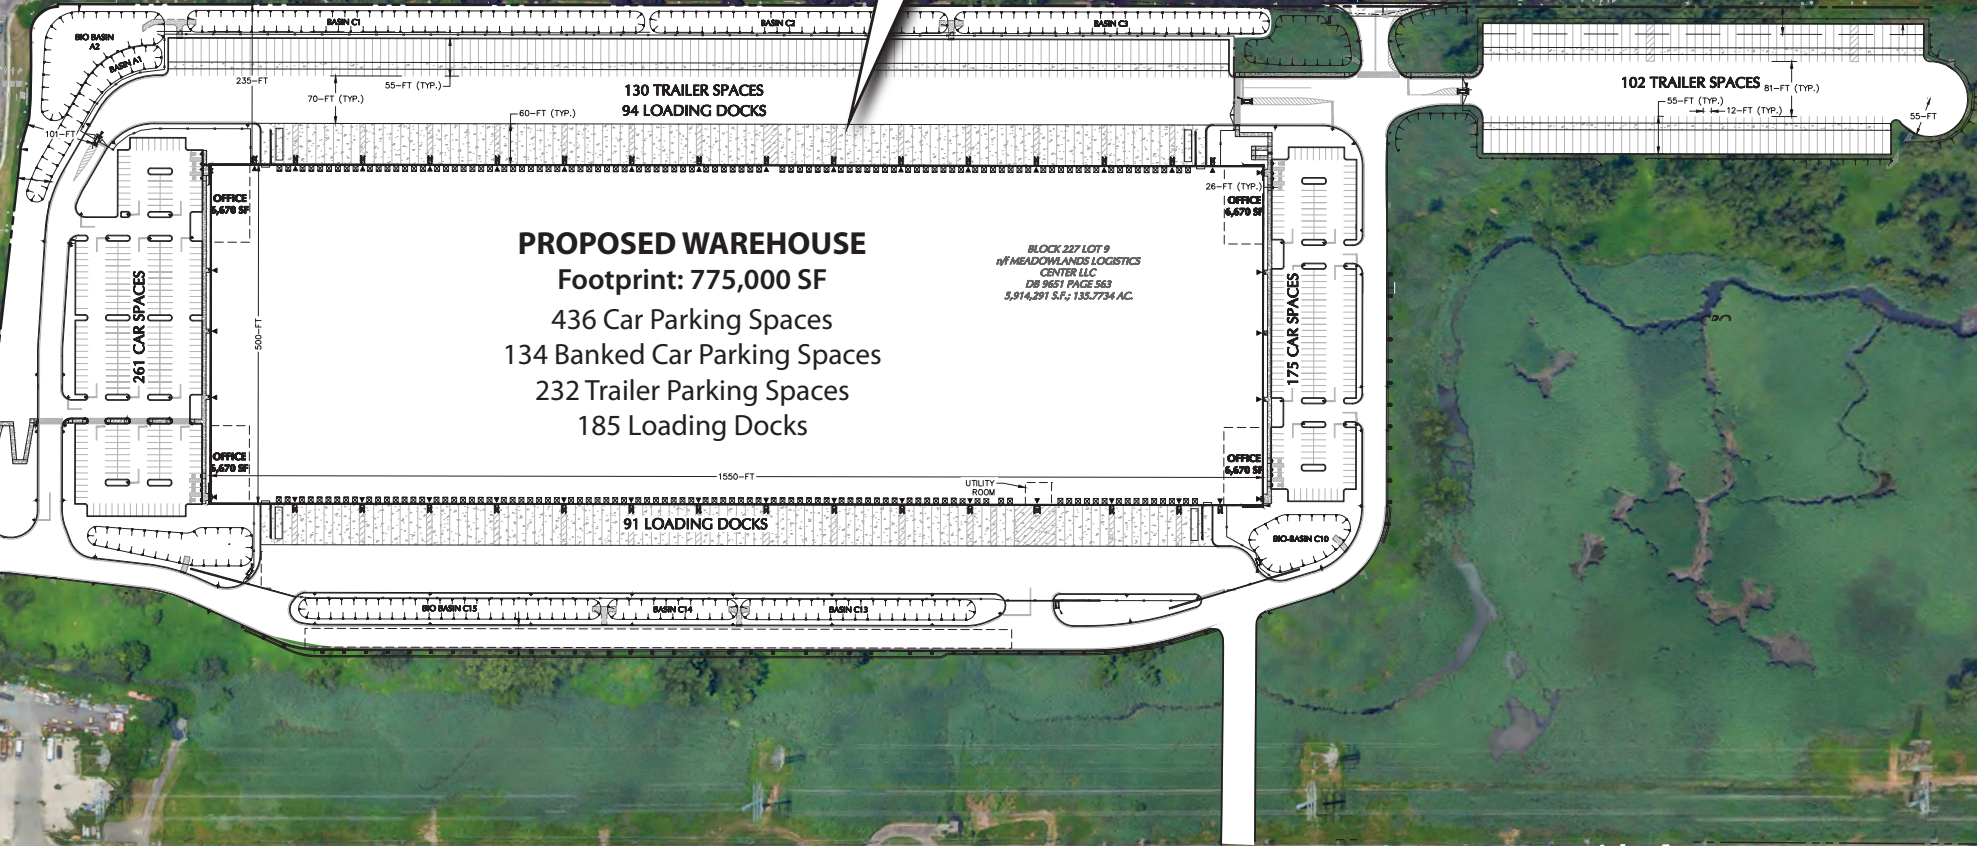 BASIN C1
BASIN C2
BASIN C3
BIO BASIN
A2
BASIN A1
235-FT
55-FT (TYP.)
70-FT (TYP.)
60-FT (TYP.)
101-FT
130 TRAILER SPACES
94 LOADING DOCKS
102 TRAILER SPACES
81-FT (TYP.)
55-FT (TYP.)
12-FT (TYP.)
55-FT
26-FT (TYP.)
OFFICE
6,670 SF
OFFICE
6,670 SF
PROPOSED WAREHOUSE
Footprint: 775,000 SF
436 Car Parking Spaces
134 Banked Car Parking Spaces
232 Trailer Parking Spaces
185 Loading Docks
BLOCK 227 LOT 9
n/f MEADOWLANDS LOGISTICS
CENTER LLC
DB 9651 PAGE 563
5,914,291 S.F.; 135.7734 AC.
261 CAR SPACES
500-FT
175 CAR SPACES
OFFICE
6,670 SF
OFFICE
6,670 SF
1550-FT
UTILITY
ROOM
91 LOADING DOCKS
BIO-BASIN C10
BIO BASIN C15
BASIN C14
BASIN C13